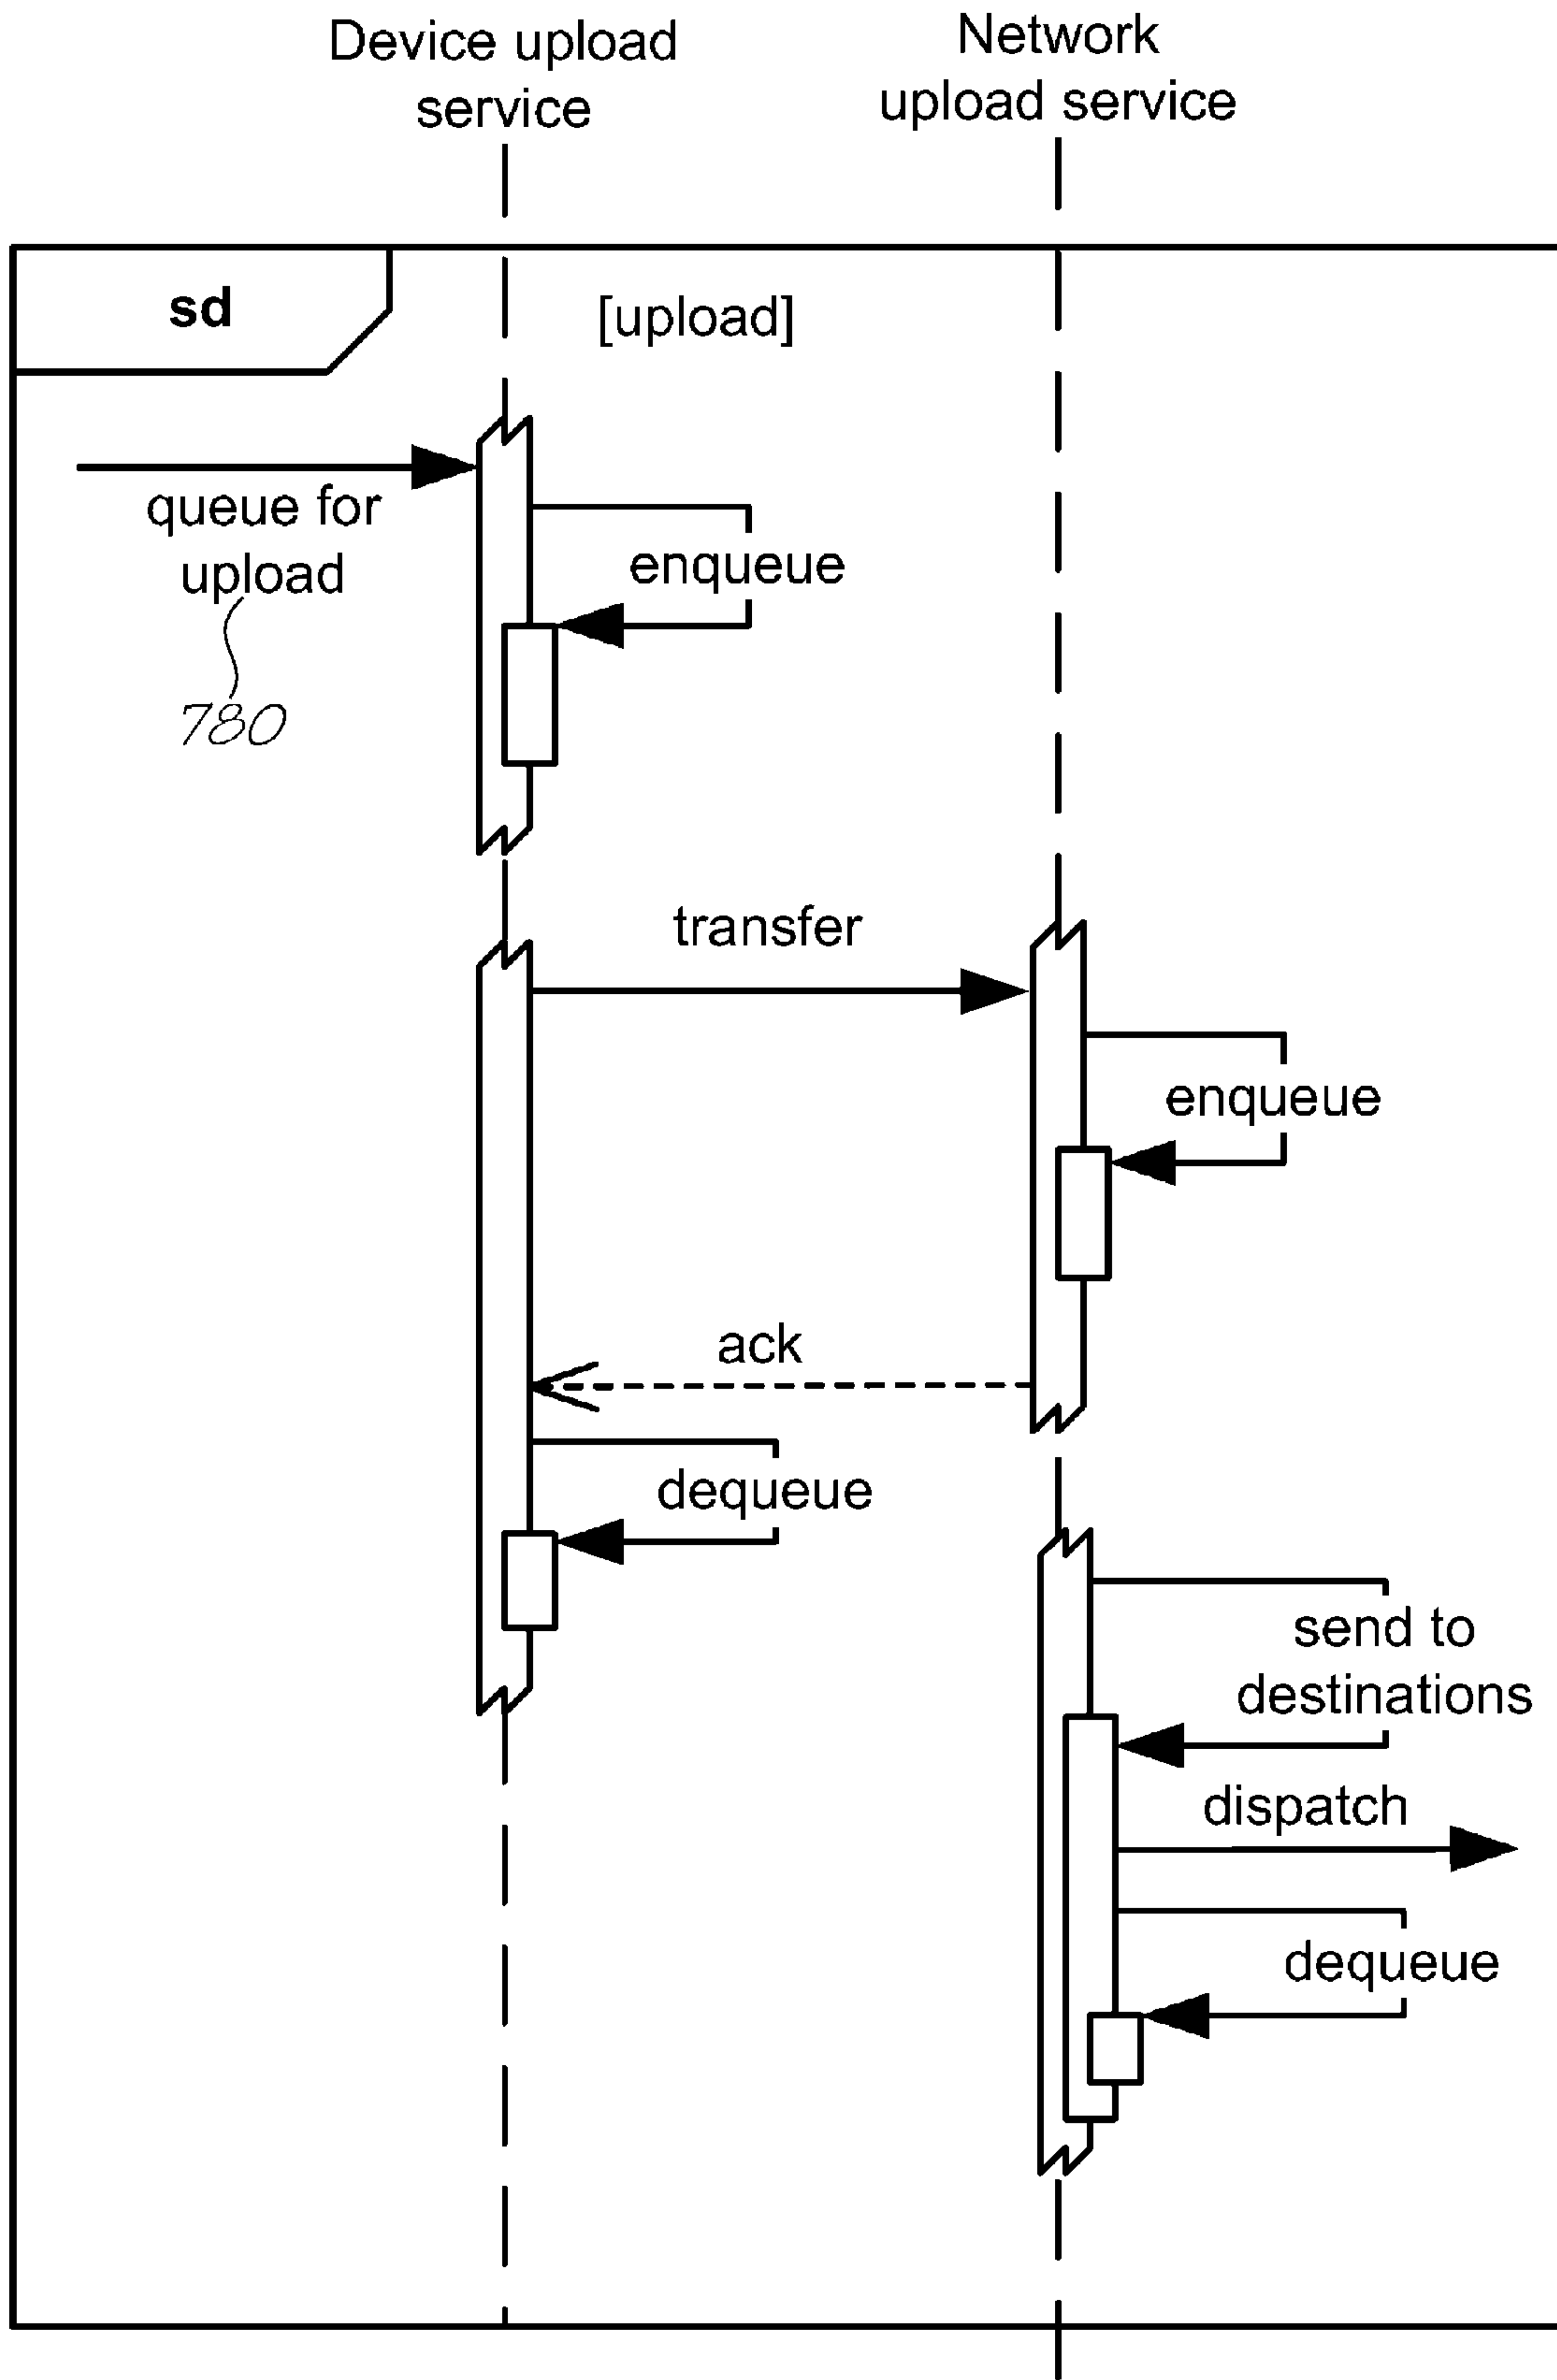 Device upload
service
Network
upload service
sd
[upload]
queue for
upload
780
enqueue
transfer
enqueue
ack
dequeue
send to
destinations
dispatch
dequeue